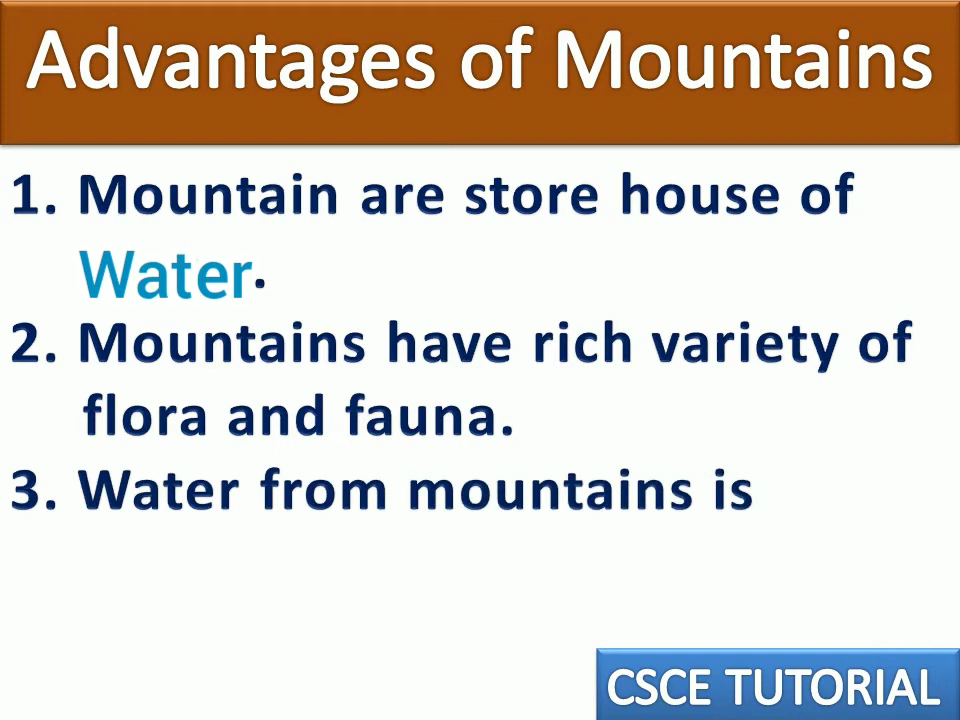 Advantages of Mountains
1. Mountain are store house of
Water.
2. Mountains have rich variety of
flora and fauna.
3. Water from mountains is
CSCE TUTORIAL